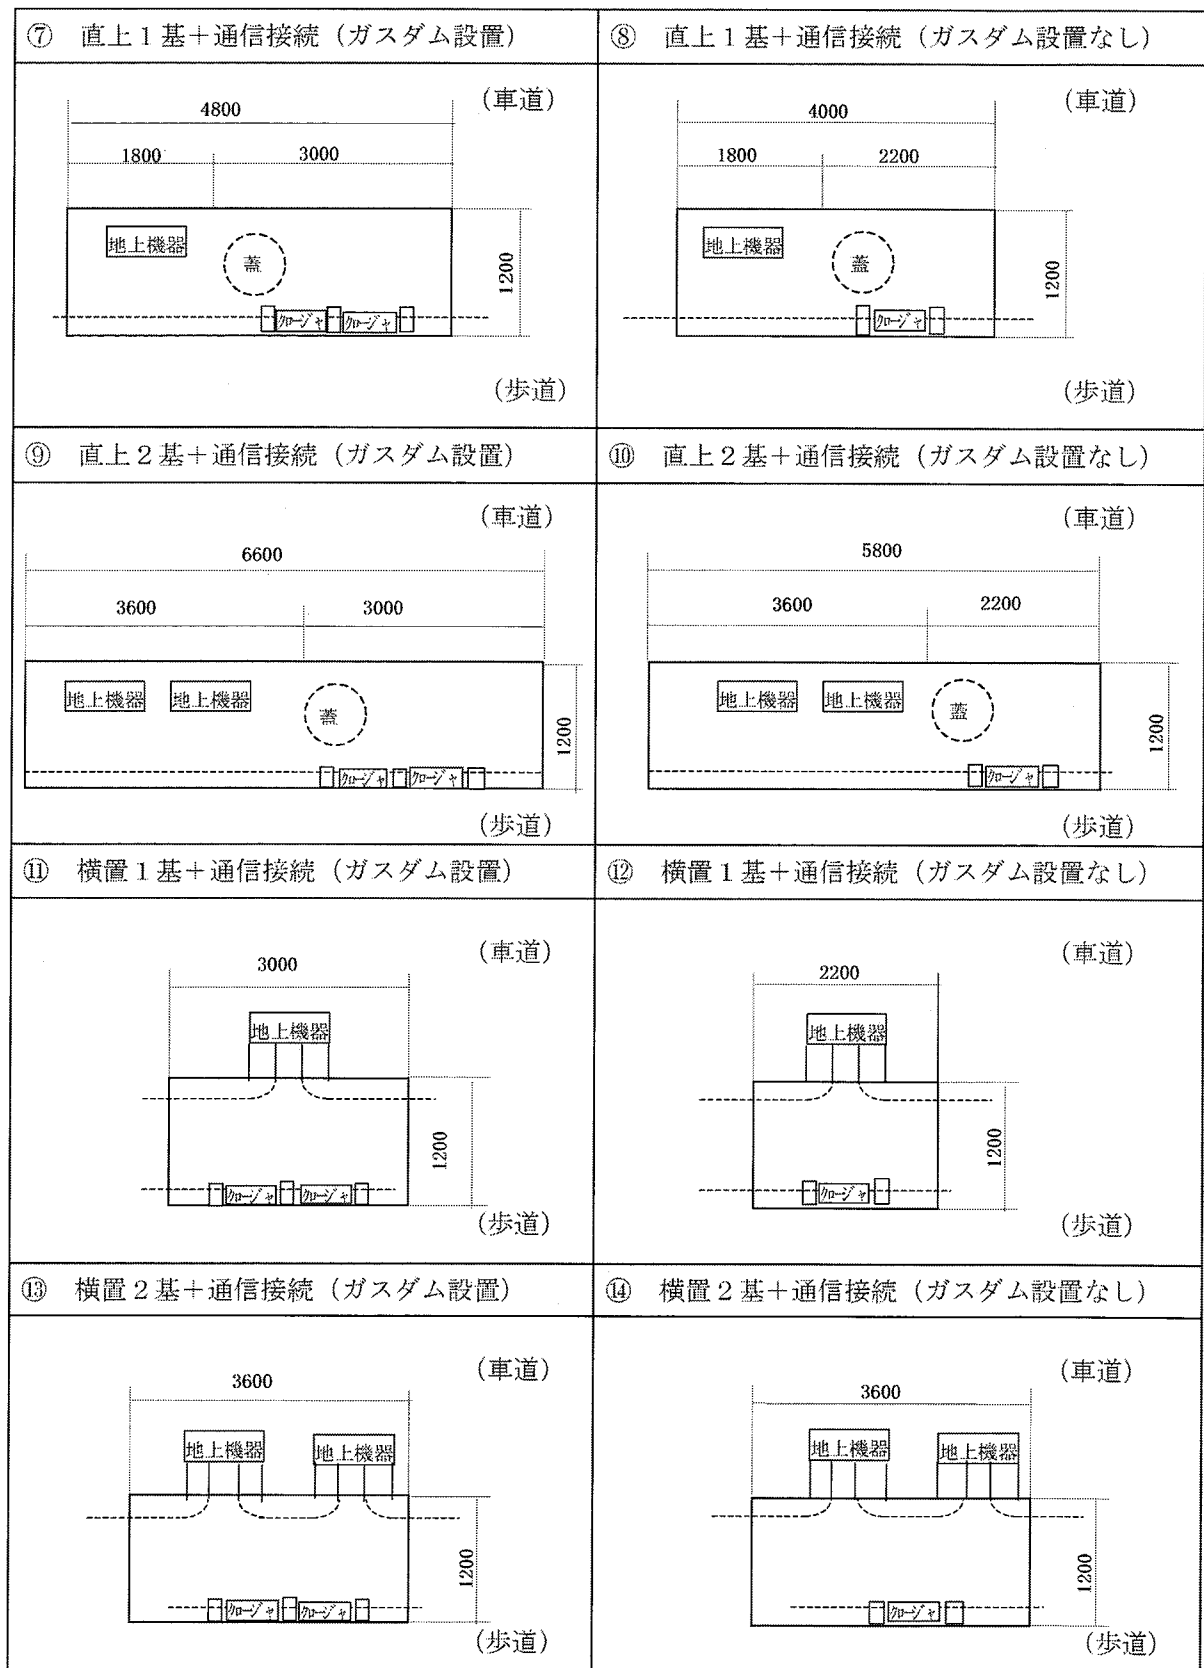 ⑦ 直上1基＋通信接続（ガスダム設置）
（車道）
4800
1800
3000
地上機器
蓋
1200
クロージャ
クロージャ
（歩道）
⑧ 直上1基＋通信接続（ガスダム設置なし）
（車道）
4000
1800
2200
地上機器
蓋
1200
クロージャ
（歩道）
⑨ 直上2基＋通信接続（ガスダム設置）
（車道）
6600
3600
3000
地上機器
地上機器
蓋
1200
クロージャ
クロージャ
（歩道）
⑩ 直上2基＋通信接続（ガスダム設置なし）
（車道）
5800
3600
2200
地上機器
地上機器
蓋
1200
クロージャ
（歩道）
⑪ 横置1基＋通信接続（ガスダム設置）
（車道）
3000
地上機器
1200
クロージャ
クロージャ
（歩道）
⑫ 横置1基＋通信接続（ガスダム設置なし）
（車道）
2200
地上機器
1200
クロージャ
（歩道）
⑬ 横置2基＋通信接続（ガスダム設置）
（車道）
3600
地上機器
地上機器
1200
クロージャ
クロージャ
（歩道）
⑭ 横置2基＋通信接続（ガスダム設置なし）
（車道）
3600
地上機器
地上機器
1200
クロージャ
（歩道）